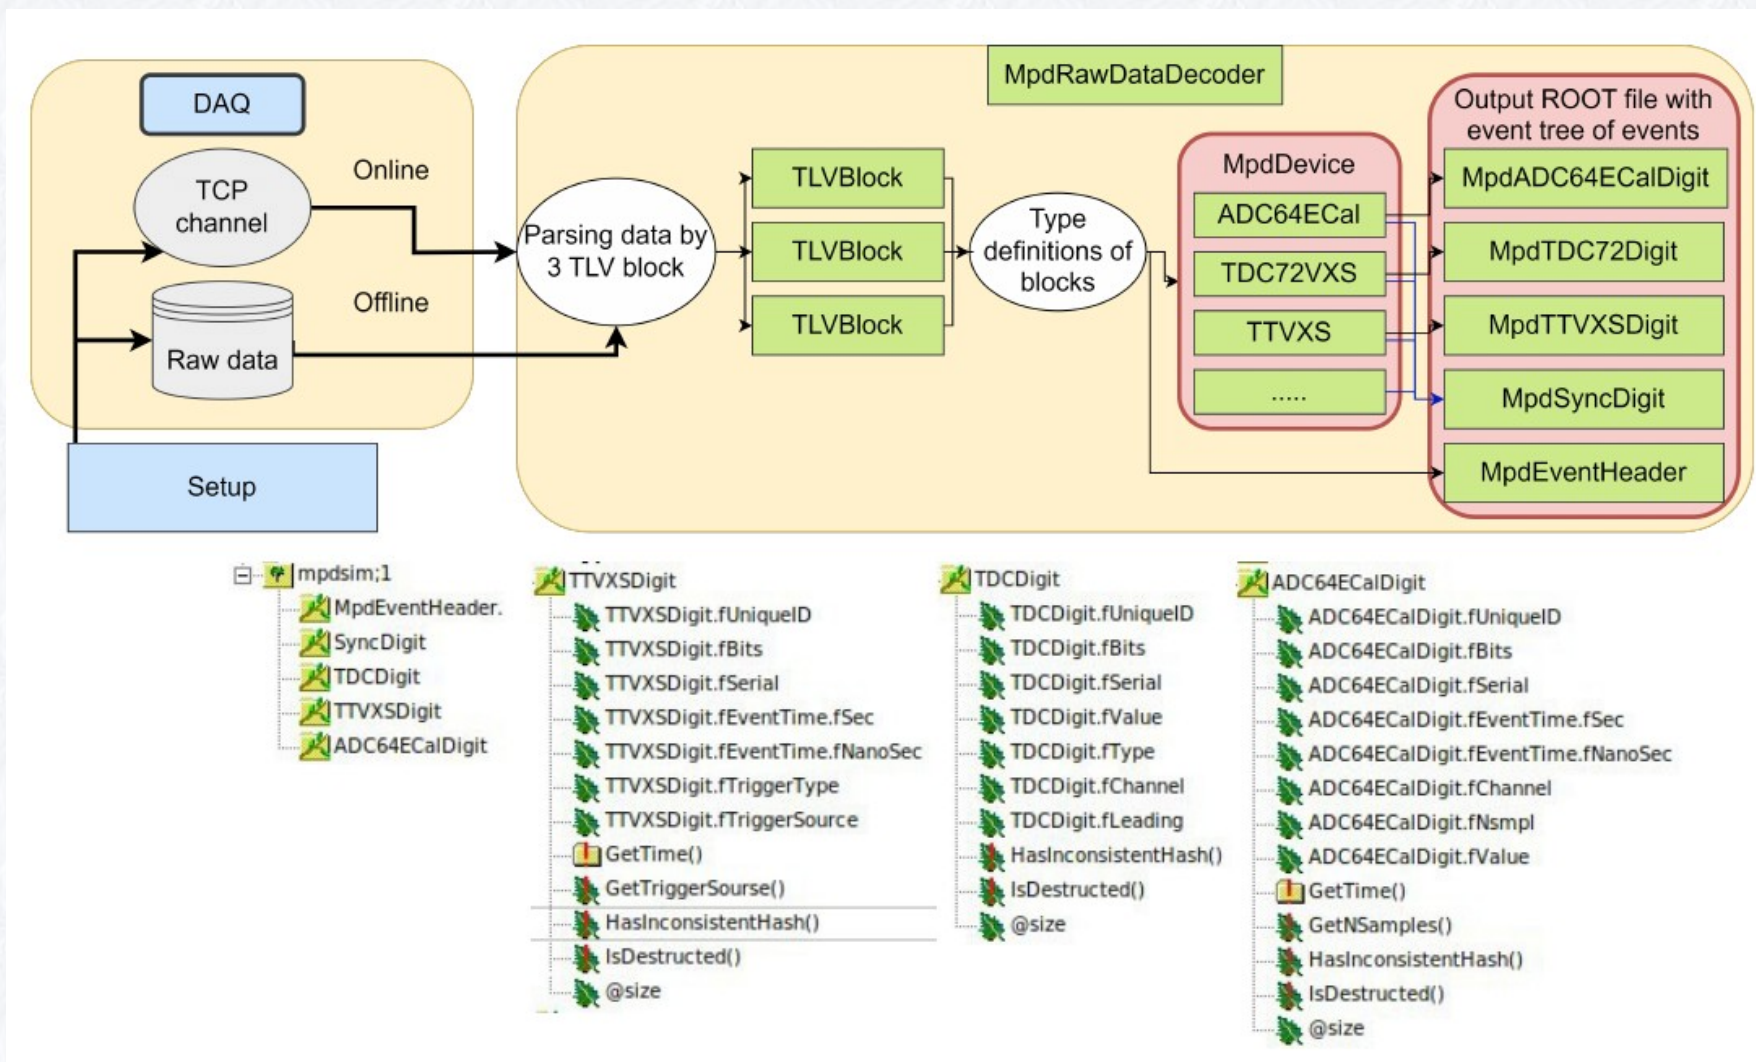 DAQ
TCP
channel
Online
Raw data
Offline
Setup
MpdRawDataDecoder
Parsing data by
3 TLV block
TLVBlock
TLVBlock
TLVBlock
Type
definitions of
blocks
MpdDevice
ADC64ECal
TDC72VXS
TTVXS
.....
Output ROOT file with
event tree of events
MpdADC64ECalDigit
MpdTDC72Digit
MpdTTVXSDigit
MpdSyncDigit
MpdEventHeader
mpdsim;1
MpdEventHeader.
SyncDigit
TDCDigit
TTVXSDigit
ADC64ECalDigit
TTVXSDigit
TTVXSDigit.fUniqueID
TTVXSDigit.fBits
TTVXSDigit.fSerial
TTVXSDigit.fEventTime.fSec
TTVXSDigit.fEventTime.fNanoSec
TTVXSDigit.fTriggerType
TTVXSDigit.fTriggerSource
GetTime()
GetTriggerSourse()
HasInconsistentHash()
IsDestructed()
@size
TDCDigit
TDCDigit.fUniqueID
TDCDigit.fBits
TDCDigit.fSerial
TDCDigit.fValue
TDCDigit.fType
TDCDigit.fChannel
TDCDigit.fLeading
HasInconsistentHash()
IsDestructed()
@size
ADC64ECalDigit
ADC64ECalDigit.fUniqueID
ADC64ECalDigit.fBits
ADC64ECalDigit.fSerial
ADC64ECalDigit.fEventTime.fSec
ADC64ECalDigit.fEventTime.fNanoSec
ADC64ECalDigit.fChannel
ADC64ECalDigit.fNsmpl
ADC64ECalDigit.fValue
GetTime()
GetNSamples()
HasInconsistentHash()
IsDestructed()
@size